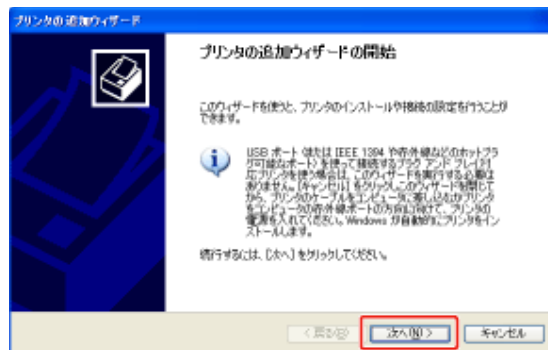 プリンタの追加ウィザード
プリンタの追加ウィザードの開始
このウィザードを使うと、プリンタのインストールや接続の設定を行うことが
できます。
USB ポート (または IEEE 1394 や赤外線などのホットプラ
グ可能なポート) を使って接続するプラグ アンド プレイ対
応プリンタを使う場合は、このウィザードを実行する必要は
ありません。[キャンセル] をクリックしてこのウィザードを閉じて
から、プリンタのケーブルをコンピュータに差し込むかプリンタ
をコンピュータの赤外線ポートの方向に向けて、プリンタの
電源を入れてください。Windows が自動的にプリンタをイン
ストールします。
続行するには、[次へ] をクリックしてください。
< 戻る(B)
次へ(N) >
キャンセル